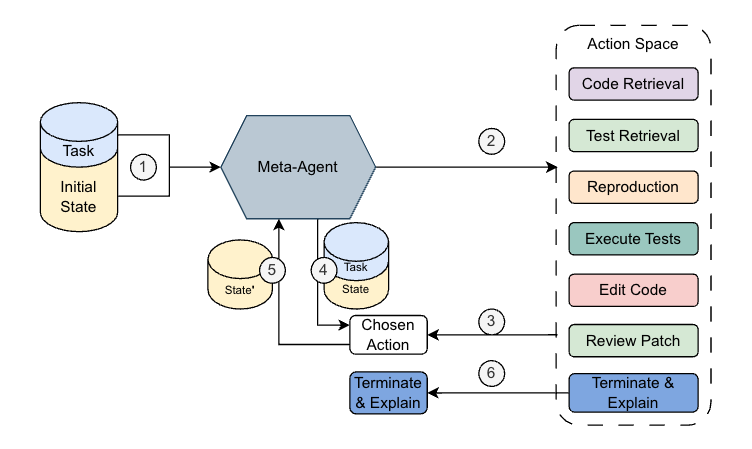 Action Space
Code Retrieval
Task
Initial
State
1
Meta-Agent
2
Test Retrieval
Reproduction
Execute Tests
State'
5
4
Task
State
Edit Code
Chosen
Action
3
Review Patch
Terminate
& Explain
6
Terminate &
Explain